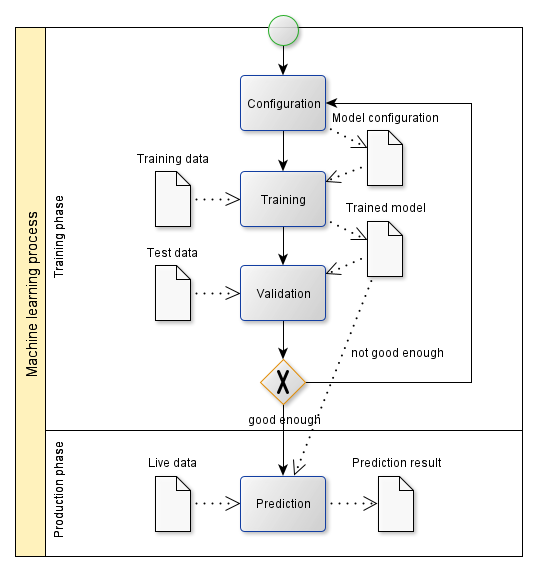 Machine learning process
Training phase
Configuration
Model configuration
Training data
Training
Trained model
Test data
Validation
not good enough
X
good enough
Production phase
Live data
Prediction
Prediction result